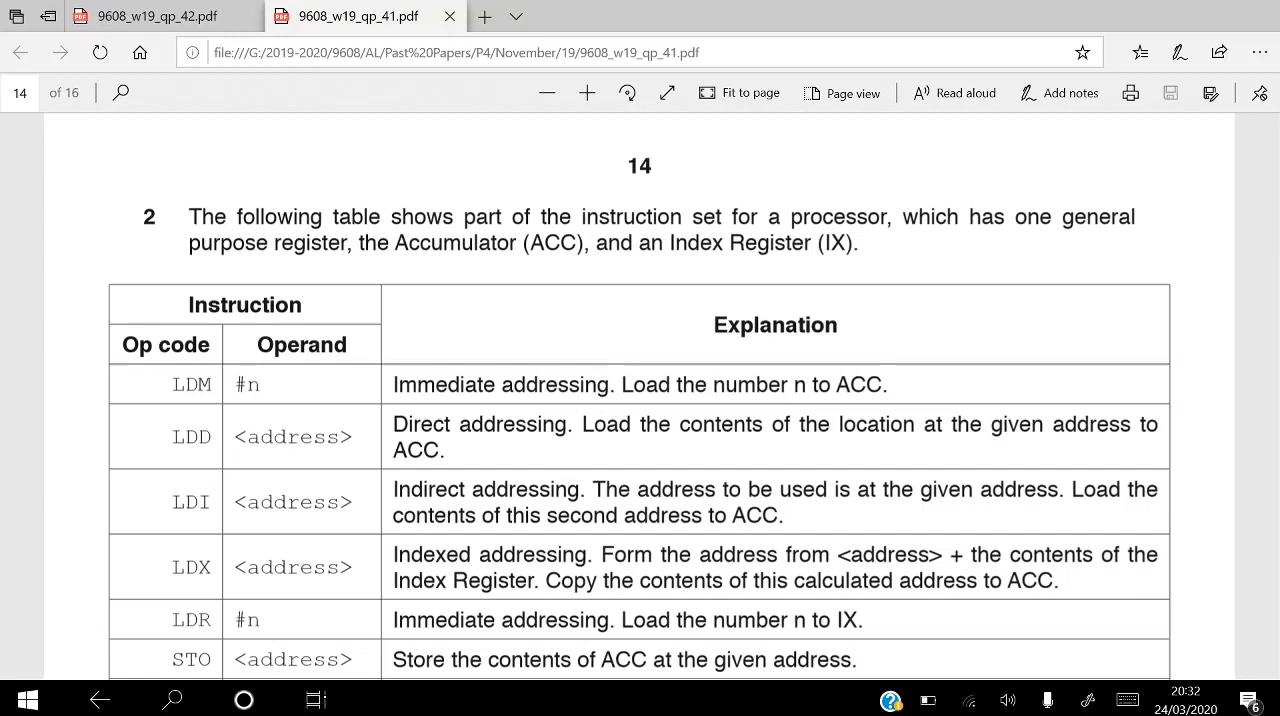 9608_w19_qp_42.pdf
9608_w19_qp_41.pdf
file:///G:/2019-2020/9608/AL/Past%20Papers/P4/November/19/9608_w19_qp_41.pdf
14 of 16
Fit to page
Page view
Read aloud
Add notes
14
2 The following table shows part of the instruction set for a processor, which has one general
purpose register, the Accumulator (ACC), and an Index Register (IX).
Instruction
Explanation
Op code Operand
LDM #n Immediate addressing. Load the number n to ACC.
LDD <address> Direct addressing. Load the contents of the location at the given address to
ACC.
LDI <address> Indirect addressing. The address to be used is at the given address. Load the
contents of this second address to ACC.
LDX <address> Indexed addressing. Form the address from <address> + the contents of the
Index Register. Copy the contents of this calculated address to ACC.
LDR #n Immediate addressing. Load the number n to IX.
STO <address> Store the contents of ACC at the given address.
20:32
24/03/2020
6